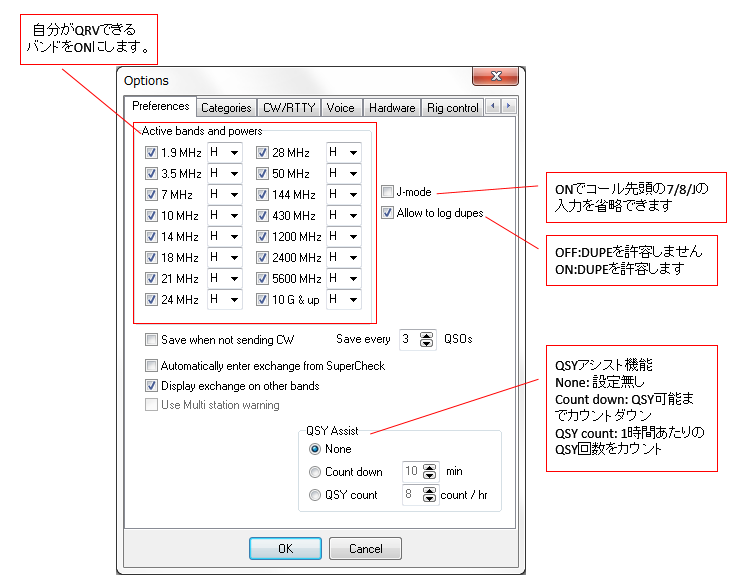 自分がQRVできる
バンドをONにします。
Options
Preferences Categories CW/RTTY Voice Hardware Rig control
Active bands and powers
1.9 MHz H 28 MHz H
3.5 MHz H 50 MHz H
7 MHz H 144 MHz H
10 MHz H 430 MHz H
14 MHz H 1200 MHz H
18 MHz H 2400 MHz H
21 MHz H 5600 MHz H
24 MHz H 10 G & up H
J-mode
Allow to log dupes
ONでコール先頭の7/8/Jの
入力を省略できます
OFF:DUPEを許容しません
ON:DUPEを許容します
Save when not sending CW Save every 3 QSOs
Automatically enter exchange from SuperCheck
Display exchange on other bands
Use Multi station warning
QSYアシスト機能
None: 設定無し
Count down: QSY可能ま
でカウントダウン
QSY count: 1時間あたりの
QSY回数をカウント
QSY Assist
None
Count down 10 min
QSY count 8 count / hr
OK Cancel